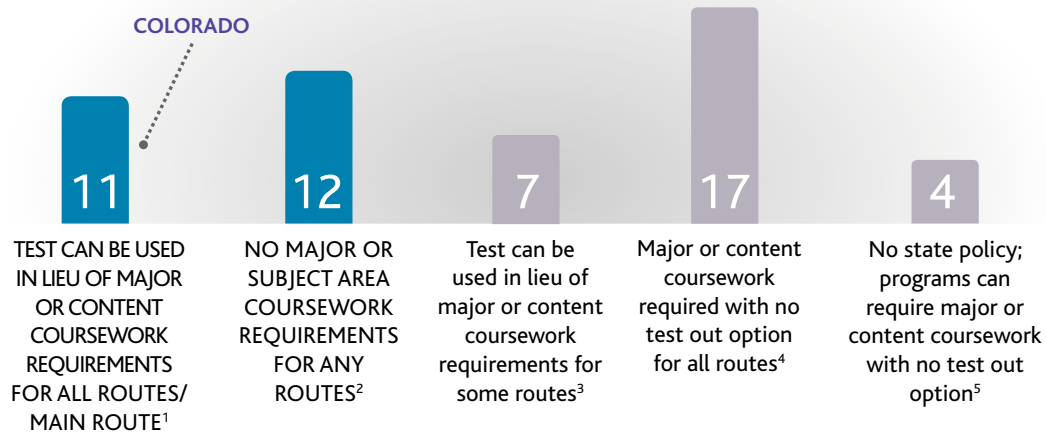 COLORADO
11
12
7
17
4
TEST CAN BE USED
IN LIEU OF MAJOR
OR CONTENT
COURSEWORK
REQUIREMENTS
FOR ALL ROUTES/
MAIN ROUTE¹
NO MAJOR OR
SUBJECT AREA
COURSEWORK
REQUIREMENTS
FOR ANY
ROUTES²
Test can be
used in lieu of
major or content
coursework
requirements for
some routes³
Major or content
coursework
required with no
test out option
for all routes⁴
No state policy;
programs can
require major or
content coursework
with no test out
option⁵